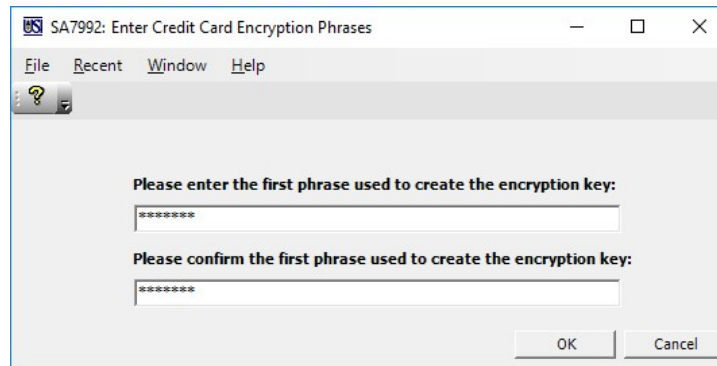 US SA7992: Enter Credit Card Encryption Phrases
File Recent Window Help
?
Please enter the first phrase used to create the encryption key:
*******
Please confirm the first phrase used to create the encryption key:
*******
OK Cancel